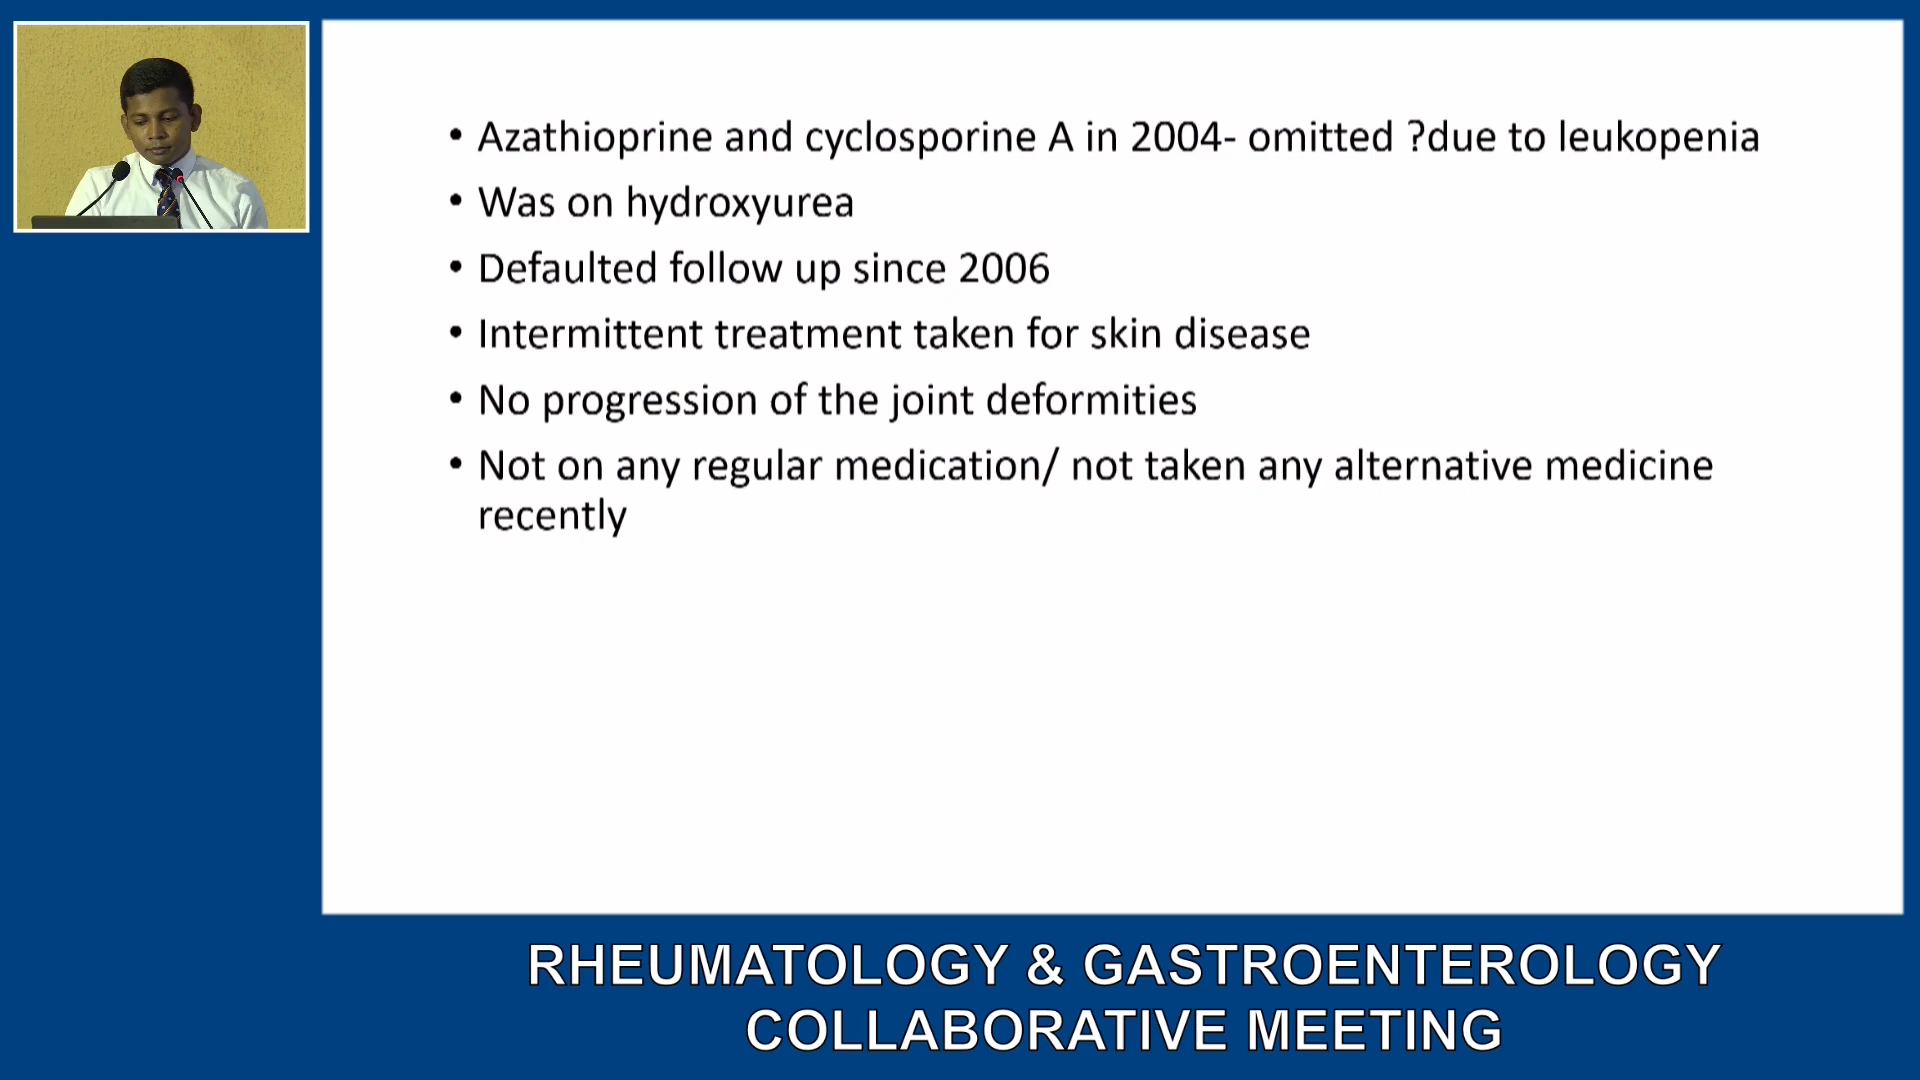 • Azathioprine and cyclosporine A in 2004- omitted ?due to leukopenia
• Was on hydroxyurea
• Defaulted follow up since 2006
• Intermittent treatment taken for skin disease
• No progression of the joint deformities
• Not on any regular medication/ not taken any alternative medicine
recently
RHEUMATOLOGY & GASTROENTEROLOGY
COLLABORATIVE MEETING